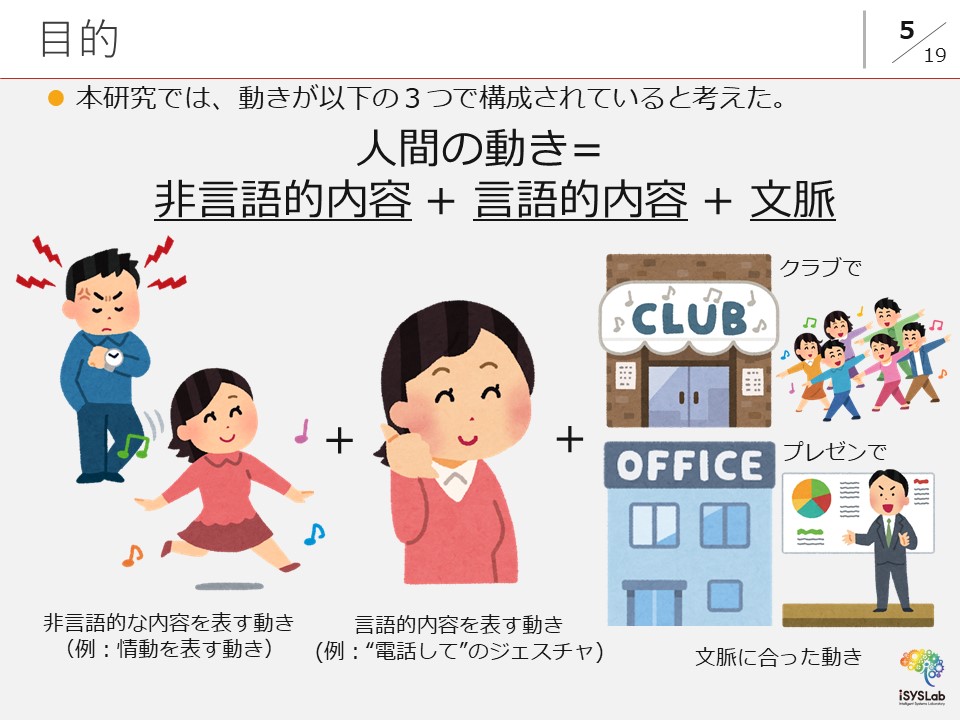 目的
5
19
本研究では、動きが以下の３つで構成されていると考えた。
人間の動き=
非言語的内容 + 言語的内容 + 文脈
クラブで
CLUB
+
+
プレゼンで
OFFICE
非言語的な内容を表す動き
（例：情動を表す動き）
言語的内容を表す動き
(例：“電話して”のジェスチャ)
文脈に合った動き
iSYSLab
Intelligent Systems Laboratory